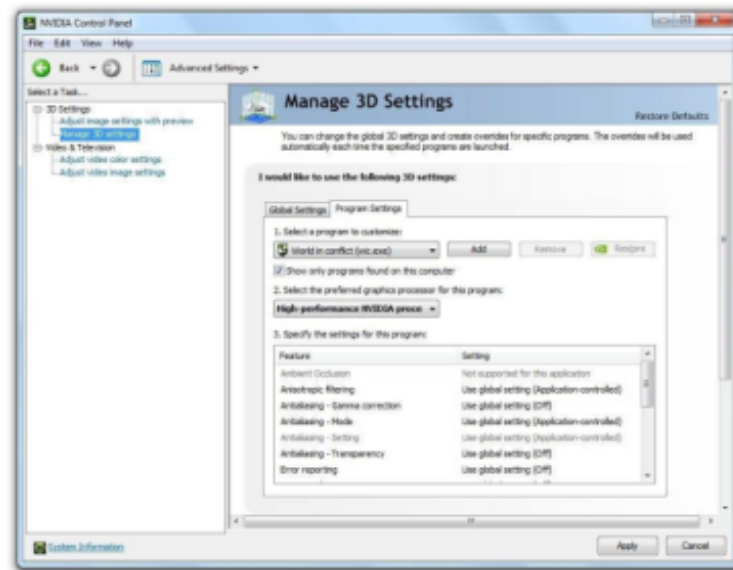 NVIDIA Control Panel
File Edit View Help
Back Advanced Settings
Select a Task...
3D Settings
Adjust image settings with preview
Manage 3D settings
Video & Television
Adjust video color settings
Adjust video image settings
Manage 3D Settings
Restore Defaults
You can change the global 3D settings and create overrides for specific programs. The overrides will be used
automatically each time the specified programs are launched.
I would like to use the following 3D settings:
Global Settings Program Settings
1. Select a program to customize:
World in conflict (wic.exe) Add Remove Restore
Show only programs found on this computer
2. Select the preferred graphics processor for this program:
High-performance NVIDIA proce
3. Specify the settings for this program:
Feature Setting
Ambient Occlusion Not supported for this application
Anisotropic filtering Use global setting (Application-controlled)
Antialiasing - Gamma correction Use global setting (Off)
Antialiasing - Mode Use global setting (Application-controlled)
Antialiasing - Setting Use global setting (Application-controlled)
Antialiasing - Transparency Use global setting (Off)
Error reporting Use global setting (Off)
System Information
Apply Cancel